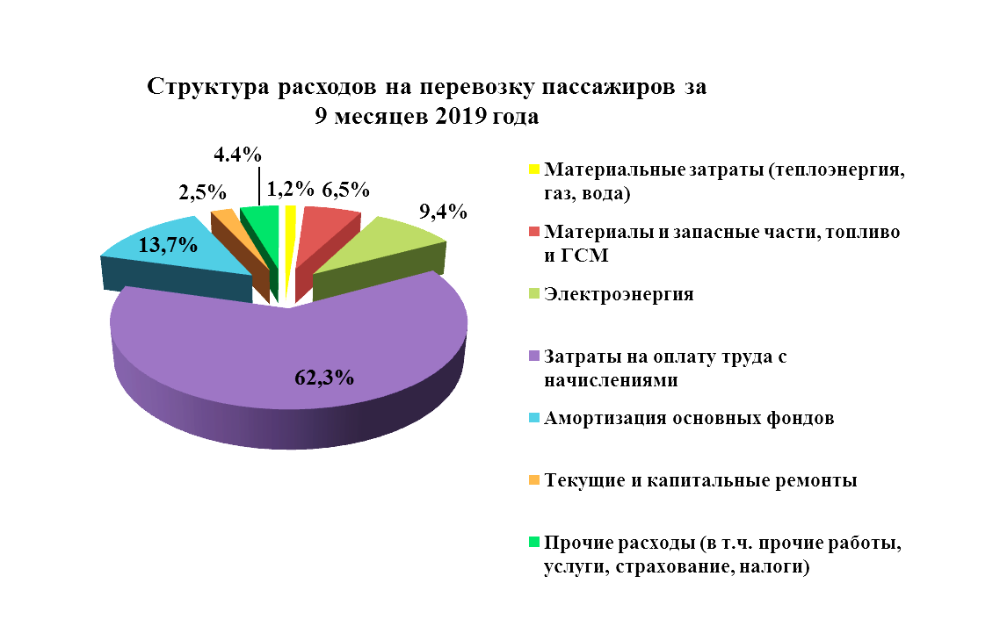 Структура расходов на перевозку пассажиров за
9 месяцев 2019 года
4.4%
2,5%
1,2%
6,5%
9,4%
13,7%
62,3%
Материальные затраты (теплоэнергия,
газ, вода)
Материалы и запасные части, топливо
и ГСМ
Электроэнергия
Затраты на оплату труда с
начислениями
Амортизация основных фондов
Текущие и капитальные ремонты
Прочие расходы (в т.ч. прочие работы,
услуги, страхование, налоги)